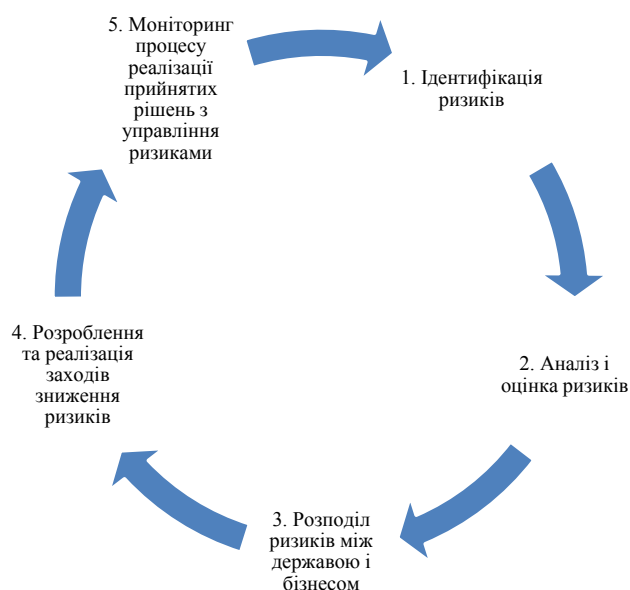 5. Моніторинг
процесу
реалізації
прийнятих
рішень з
управління
ризиками
1. Ідентифікація
ризиків
2. Аналіз і
оцінка ризиків
3. Розподіл
ризиків між
державою і
бізнесом
4. Розроблення
та реалізація
заходів
зниження
ризиків